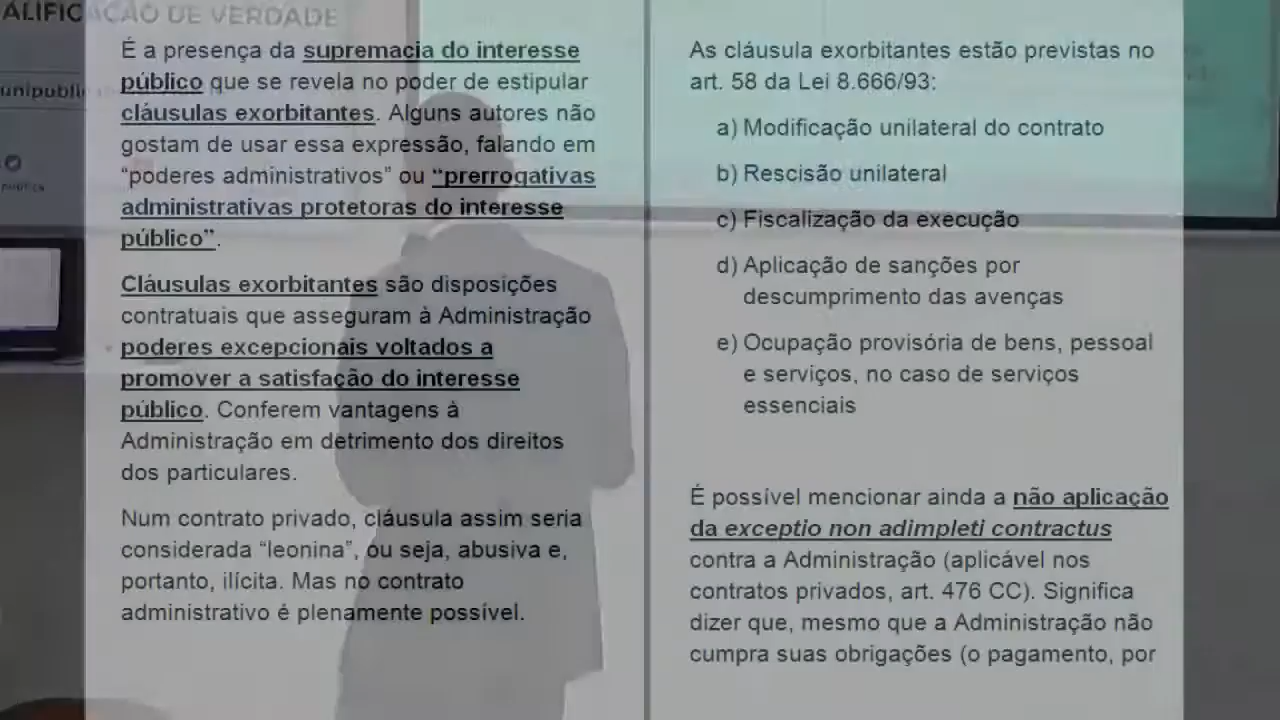 ALIFICAÇÃO DE VERDADE
unipublic
É a presença da supremacia do interesse
público que se revela no poder de estipular
cláusulas exorbitantes. Alguns autores não
gostam de usar essa expressão, falando em
“poderes administrativos” ou “prerrogativas
administrativas protetoras do interesse
público”.
Cláusulas exorbitantes são disposições
contratuais que asseguram à Administração
poderes excepcionais voltados a
promover a satisfação do interesse
público. Conferem vantagens à
Administração em detrimento dos direitos
dos particulares.
Num contrato privado, cláusula assim seria
considerada “leonina”, ou seja, abusiva e,
portanto, ilícita. Mas no contrato
administrativo é plenamente possível.
As cláusula exorbitantes estão previstas no
art. 58 da Lei 8.666/93:
a) Modificação unilateral do contrato
b) Rescisão unilateral
c) Fiscalização da execução
d) Aplicação de sanções por
descumprimento das avenças
e) Ocupação provisória de bens, pessoal
e serviços, no caso de serviços
essenciais
É possível mencionar ainda a não aplicação
da exceptio non adimpleti contractus
contra a Administração (aplicável nos
contratos privados, art. 476 CC). Significa
dizer que, mesmo que a Administração não
cumpra suas obrigações (o pagamento, por